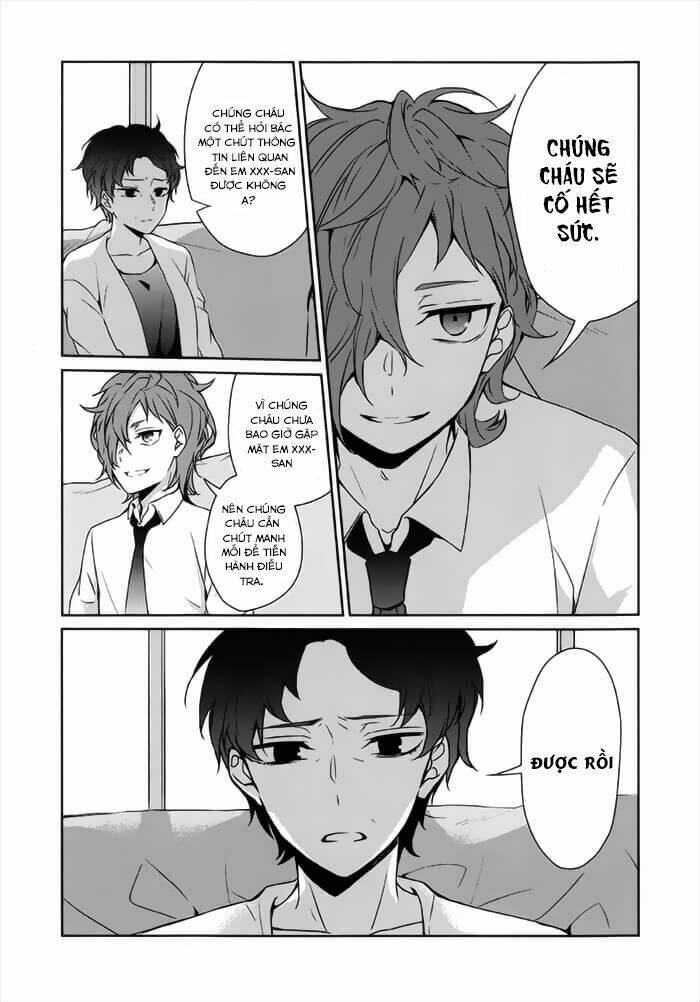 CHÚNG
CHÁU SẼ
CỐ HẾT
SỨC.
CHÚNG CHÁU
CÓ THỂ HỎI BÁC
MỘT CHÚT THÔNG
TIN LIÊN QUAN
ĐẾN EM XXX-SAN
ĐƯỢC KHÔNG
Ạ?
VÌ CHÚNG
CHÁU CHƯA
BAO GIỜ GẶP
MẶT EM XXX-
SAN
NÊN CHÚNG
CHÁU CẦN
CHÚT MANH
MỐI ĐỂ TIẾN
HÀNH ĐIỀU
TRA.
ĐƯỢC RỒI